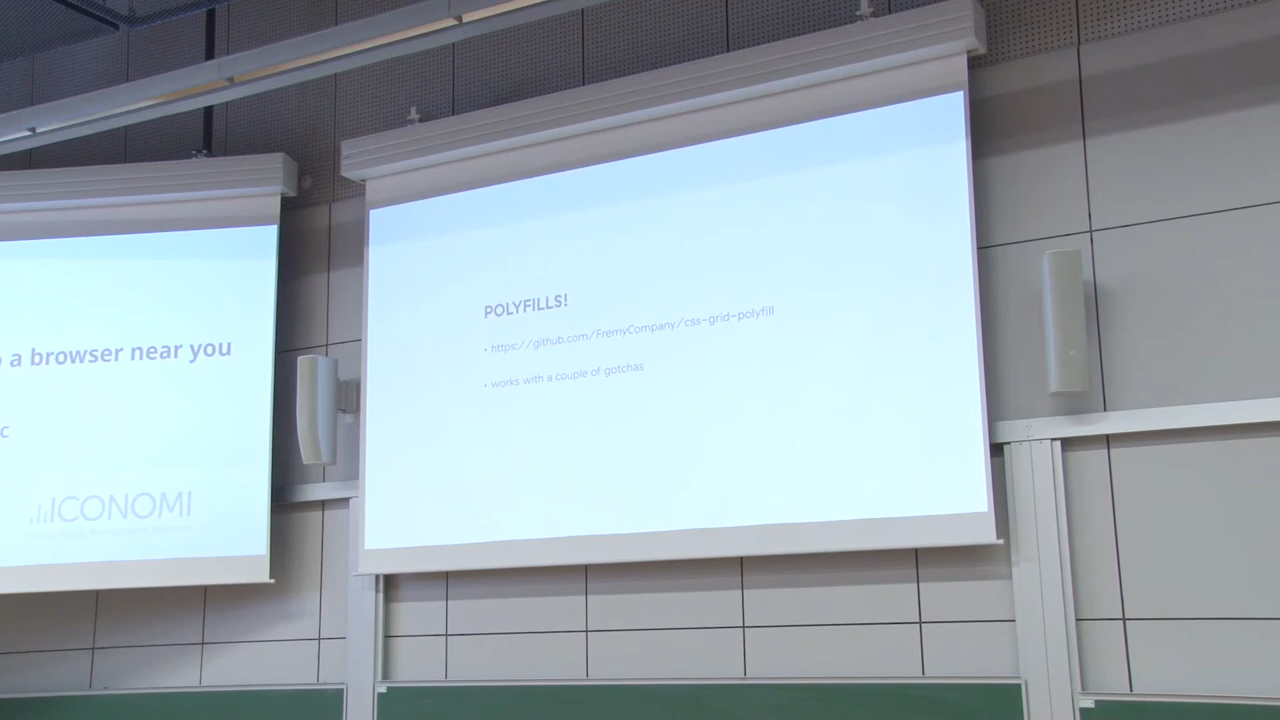 a browser near you
c
ICONOMI
POLYFILLS!
• https://github.com/FremyCompany/css-grid-polyfill
• works with a couple of gotchas